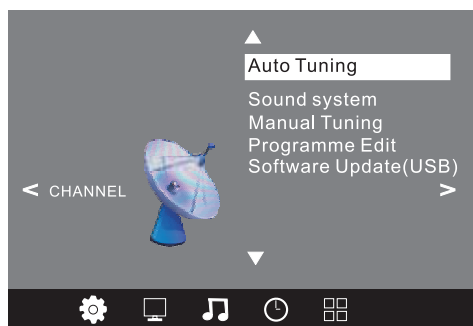 Auto Tuning
Sound system
Manual Tuning
Programme Edit
Software Update(USB)
< CHANNEL >